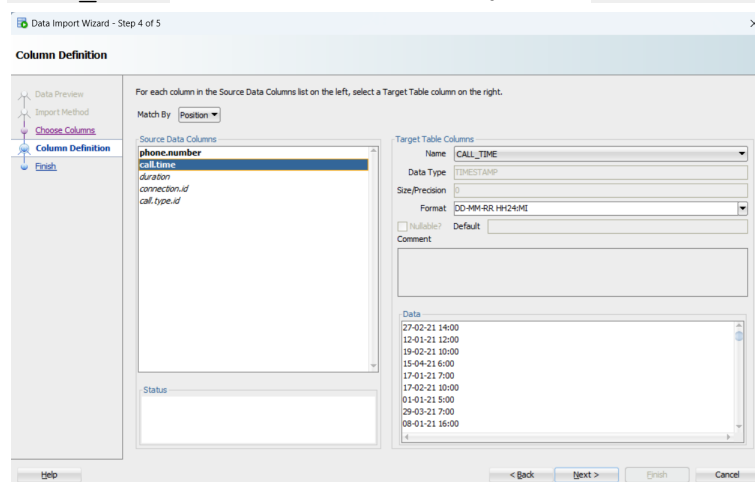 Data Import Wizard - Step 4 of 5
Column Definition
Data Preview
Import Method
Choose Columns
Column Definition
Finish
For each column in the Source Data Columns list on the left, select a Target Table column on the right.
Match By Position
Source Data Columns
phone.number
call.time
duration
connection.id
call.type.id
Status
Target Table Columns
Name CALL_TIME
Data Type TIMESTAMP
Size/Precision 0
Format DD-MM-RR HH24:MI
Nullable? Default
Comment
Data
27-02-21 14:00
12-01-21 12:00
19-02-21 10:00
15-04-21 6:00
17-01-21 7:00
17-02-21 10:00
01-01-21 5:00
29-03-21 7:00
08-01-21 16:00
Help < Back Next > Finish Cancel